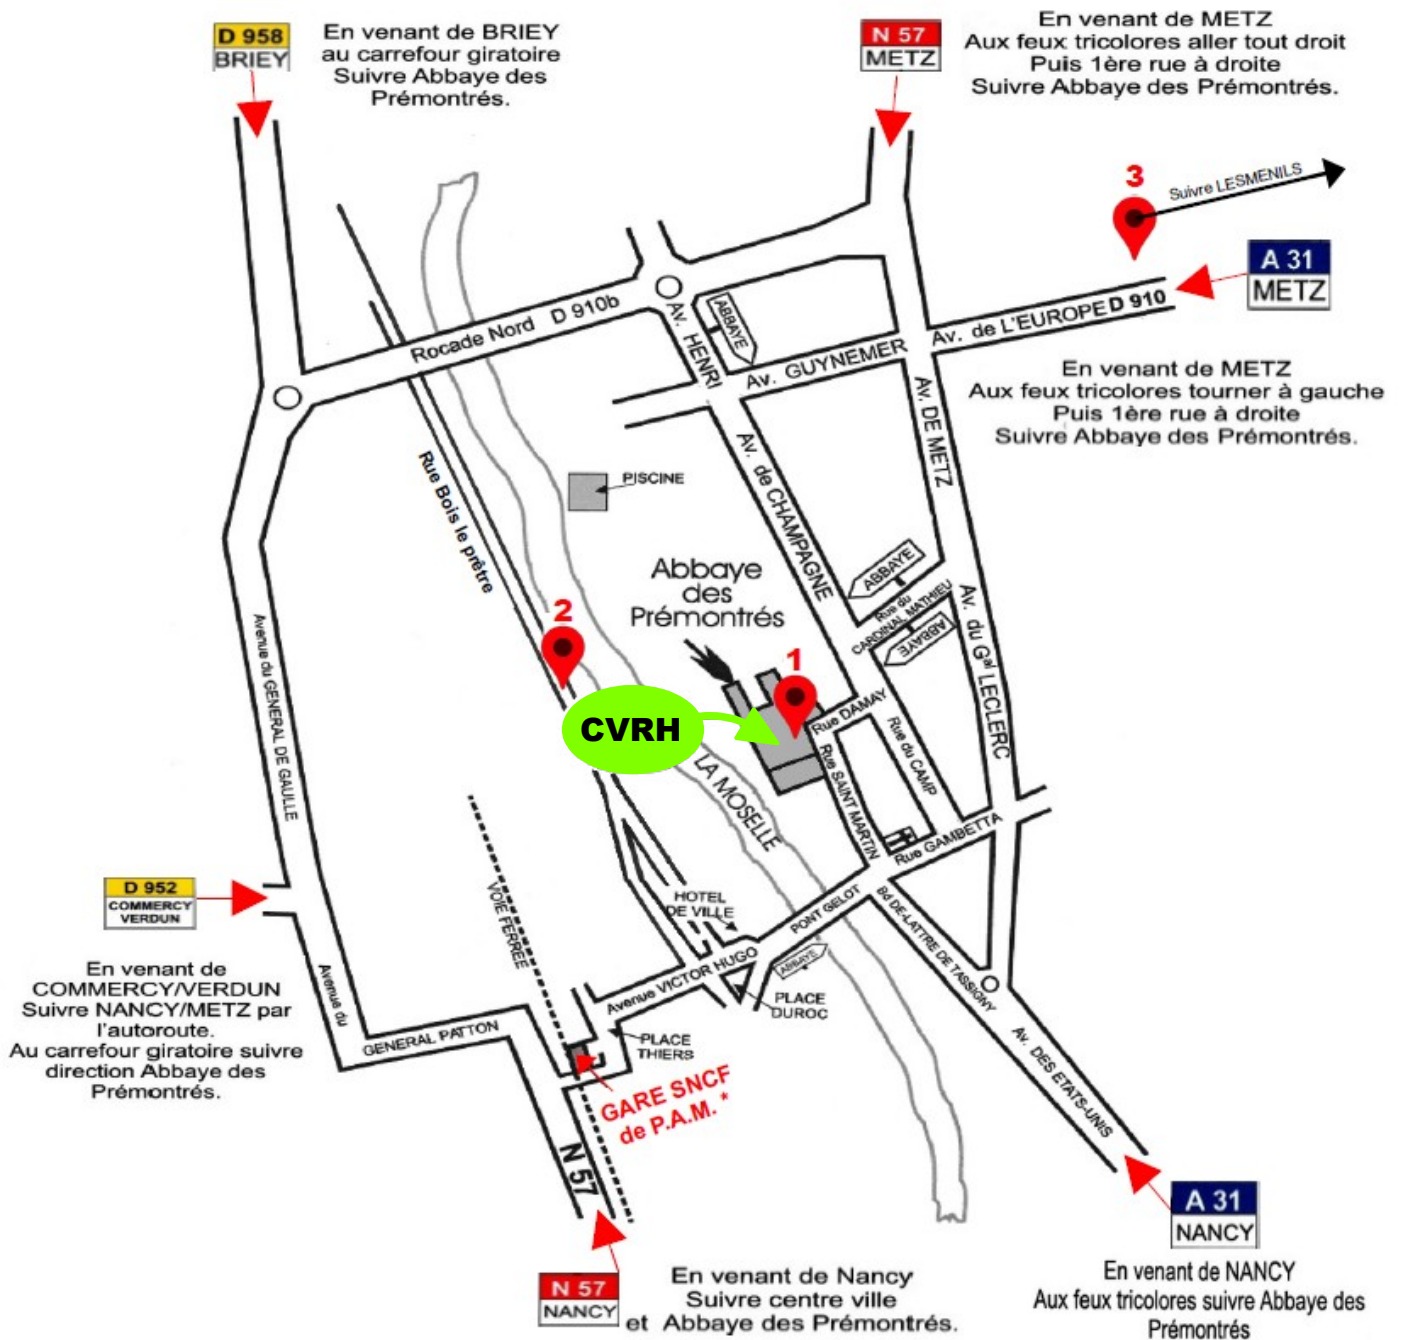 D 958
BRIEY
En venant de BRIEY
au carrefour giratoire
Suivre Abbaye des
Prémontrés.
N 57
METZ
En venant de METZ
Aux feux tricolores aller tout droit
Puis 1ère rue à droite
Suivre Abbaye des Prémontrés.
3
Suivre LESMENILS
A 31
METZ
En venant de METZ
Aux feux tricolores tourner à gauche
Puis 1ère rue à droite
Suivre Abbaye des Prémontrés.
Rocade Nord D 910b
Av. HENRI
ABBAYE
Av. GUYNEMER
Av. de L'EUROPE D 910
Av. DE METZ
Av. de CHAMPAGNE
Rue Bois le prêtre
PISCINE
Abbaye
des
Prémontrés
ABBAYE
Rue du
CARDINAL MATHIEU
ABBAYE
Av. du Gal LECLERC
2
1
CVRH
Rue DAMAY
Rue du CAMP
Rue SAINT MARTIN
Rue GAMBETTA
LA MOSELLE
Avenue du GENERAL DE GAULLE
D 952
COMMERCY
VERDUN
En venant de
COMMERCY/VERDUN
Suivre NANCY/METZ par
l'autoroute.
Au carrefour giratoire suivre
direction Abbaye des
Prémontrés.
VOIE FERREE
HOTEL
DE VILLE
PONT GELOT
ABBAYE
Bd DE-LATTRE DE TASSIGNY
Avenue VICTOR HUGO
PLACE
DUROC
PLACE
THIERS
Avenue du
GENERAL PATTON
GARE SNCF
de P.A.M. *
Av. DES ETATS-UNIS
N 57
A 31
NANCY
En venant de NANCY
Aux feux tricolores suivre Abbaye des
Prémontrés
N 57
NANCY
En venant de Nancy
Suivre centre ville
et Abbaye des Prémontrés.